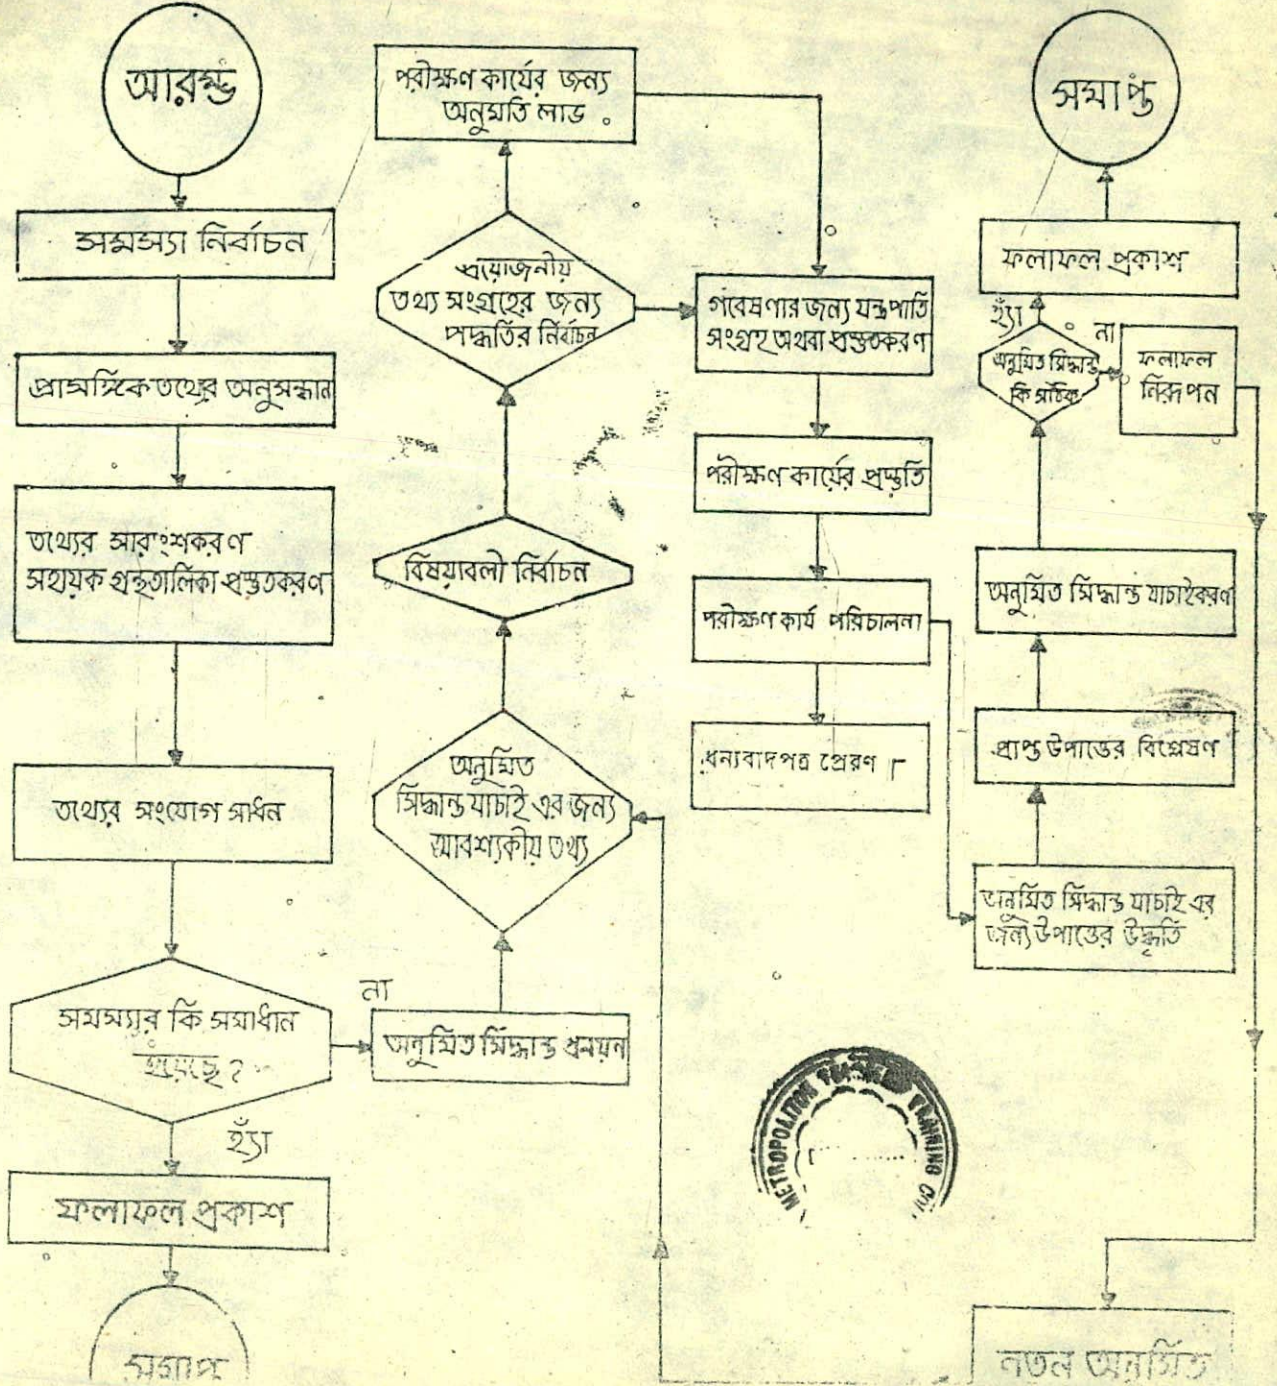 আরম্ভ
সমস্যা নির্বাচন
প্রাসঙ্গিক তথ্যের অনুসন্ধান
তথ্যের সারাংশকরণ
সহায়ক গ্রন্থতালিকা প্রস্তুতকরণ
তথ্যের সংযোগ সাধন
সমস্যার কি সমাধান
হয়েছে?
না
হ্যাঁ
ফলাফল প্রকাশ
সমাপ্ত
অনুমিত সিদ্ধান্ত প্রনয়ন
অনুমিত
সিদ্ধান্ত যাচাই এর জন্য
আবশ্যকীয় তথ্য
বিষয়াবলী নির্বাচন
প্রয়োজনীয়
তথ্য সংগ্রহের জন্য
পদ্ধতির নির্বাচন
পরীক্ষণ কার্যের জন্য
অনুমতি লাভ
গবেষণার জন্য যন্ত্রপাতি
সংগ্রহ অথবা প্রস্তুতকরণ
পরীক্ষণ কার্যের প্রস্তুতি
পরীক্ষণ কার্য পরিচালনা
ধন্যবাদপত্র প্রেরণ
অনুমিত সিদ্ধান্ত যাচাই এর
জন্য উপাত্তের উদ্ধৃতি
প্রাপ্ত উপাত্তের বিশ্লেষণ
অনুমিত সিদ্ধান্ত যাচাইকরণ
অনুমিত সিদ্ধান্ত
কি সঠিক
হ্যাঁ
না
ফলাফল
নিরূপন
ফলাফল প্রকাশ
সমাপ্ত
নতুন অনুমিত
METROPOLITON TRAINING